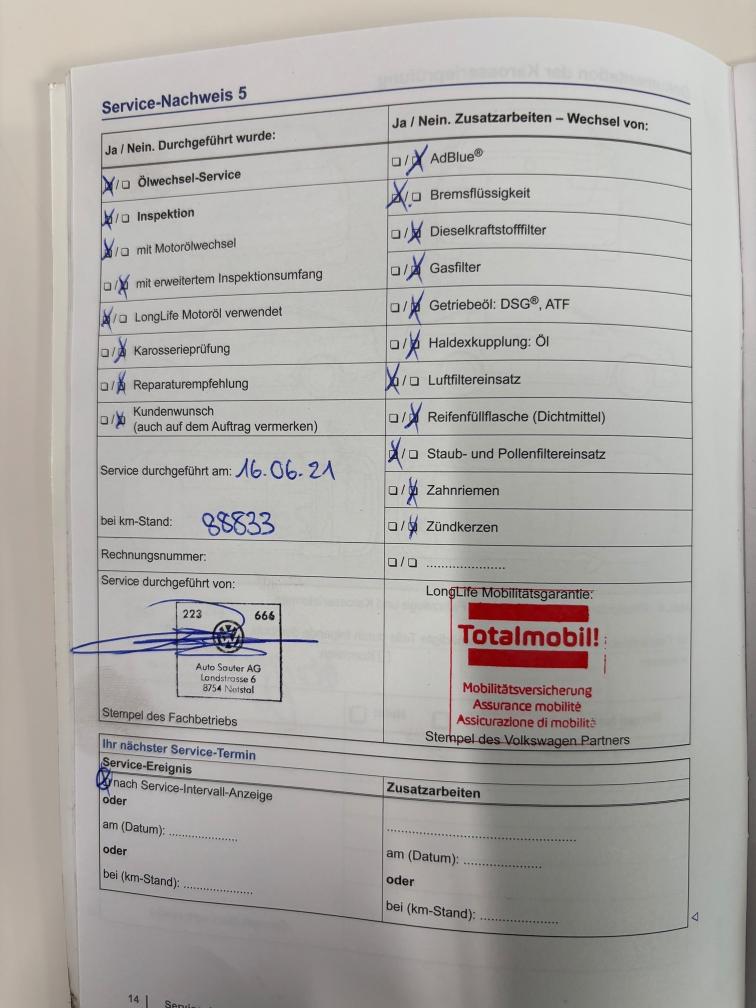 Service-Nachweis 5
Ja / Nein. Durchgeführt wurde:
☒/☐ Ölwechsel-Service
☒/☐ Inspektion
☒/☐ mit Motorölwechsel
☐/☒ mit erweitertem Inspektionsumfang
☒/☐ LongLife Motoröl verwendet
☐/☒ Karosserieprüfung
☐/☒ Reparaturempfehlung
☐/☒ Kundenwunsch
(auch auf dem Auftrag vermerken)
Service durchgeführt am: 16.06.21
bei km-Stand: 88833
Rechnungsnummer:
Service durchgeführt von:
223 666
VW
Auto Sauter AG
Landstrasse 6
8754 Netstal
Stempel des Fachbetriebs
Ja / Nein. Zusatzarbeiten – Wechsel von:
☐/☒ AdBlue®
☒/☐ Bremsflüssigkeit
☐/☒ Dieselkraftstofffilter
☐/☒ Gasfilter
☐/☒ Getriebeöl: DSG®, ATF
☐/☒ Haldexkupplung: Öl
☒/☐ Luftfiltereinsatz
☐/☒ Reifenfüllflasche (Dichtmittel)
☒/☐ Staub- und Pollenfiltereinsatz
☐/☒ Zahnriemen
☐/☒ Zündkerzen
☐/☐ ......................
LongLife Mobilitätsgarantie:
Totalmobil!
Mobilitätsversicherung
Assurance mobilité
Assicurazione di mobilità
Stempel des Volkswagen Partners
Ihr nächster Service-Termin
Service-Ereignis
☒ nach Service-Intervall-Anzeige
oder
am (Datum): ...................
oder
bei (km-Stand): ...................
Zusatzarbeiten
.....................................................
am (Datum): .....................
oder
bei (km-Stand): .....................
14